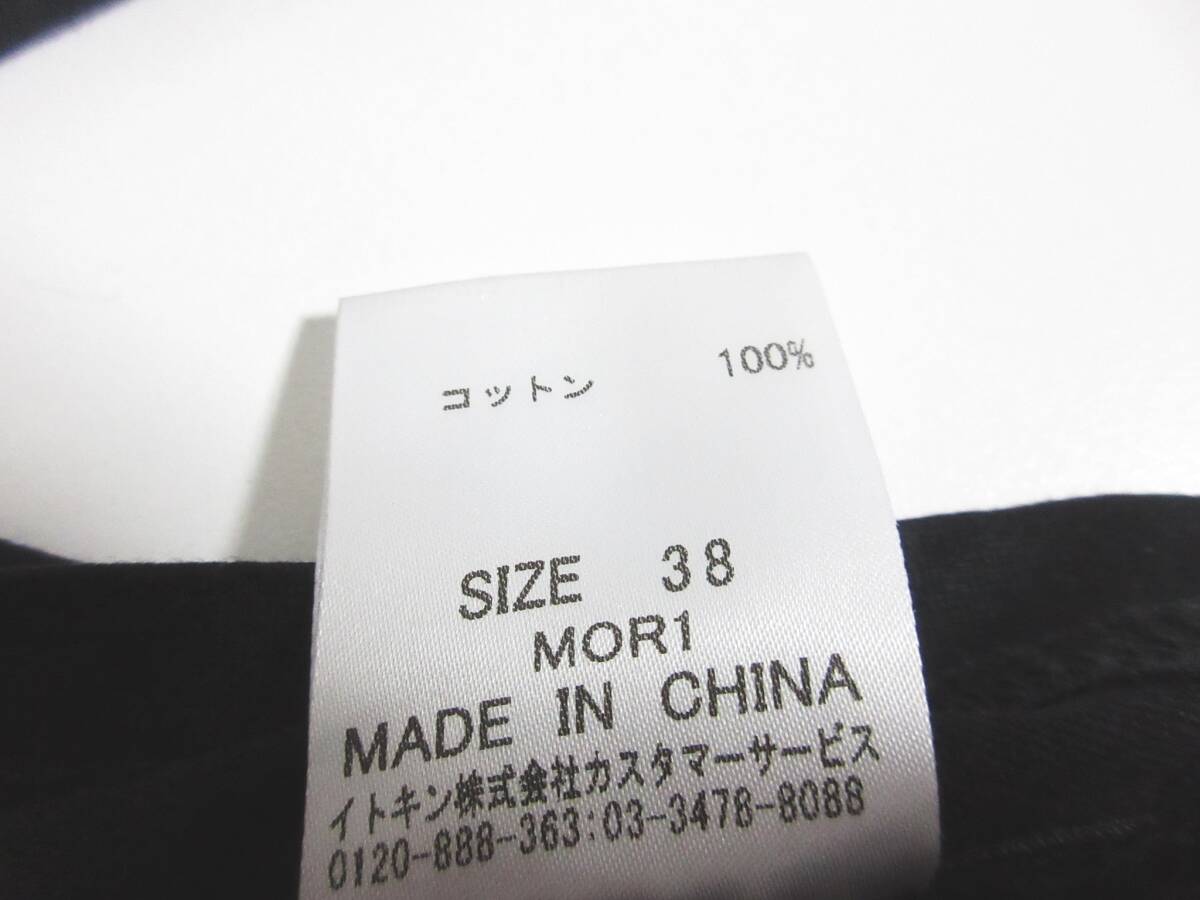 コットン 100%
SIZE 38
MOR1
MADE IN CHINA
イトキン株式会社カスタマーサービス
0120-888-363:03-3478-8088